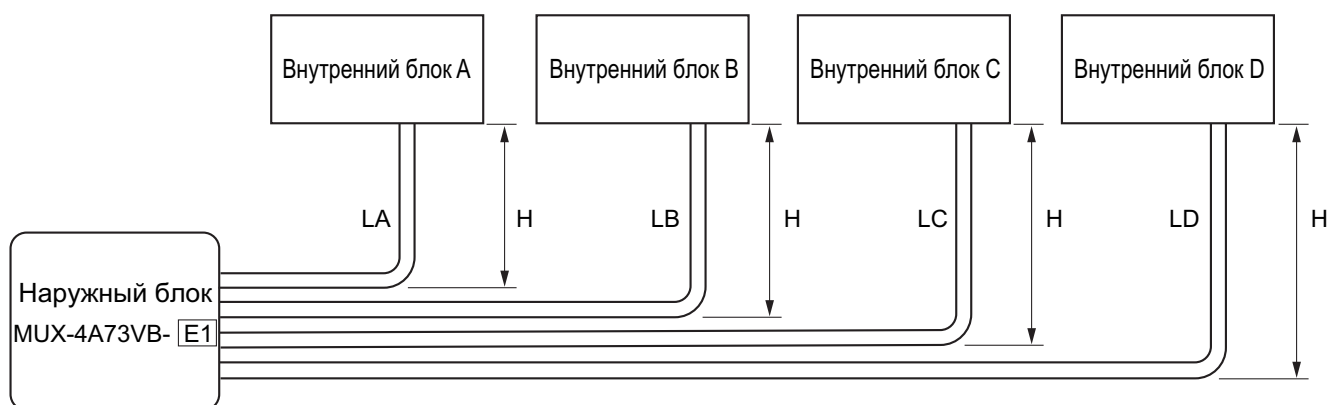 Внутренний блок A
Внутренний блок B
Внутренний блок C
Внутренний блок D
LA
H
LB
H
LC
H
LD
H
Наружный блок
MUX-4A73VB- E1